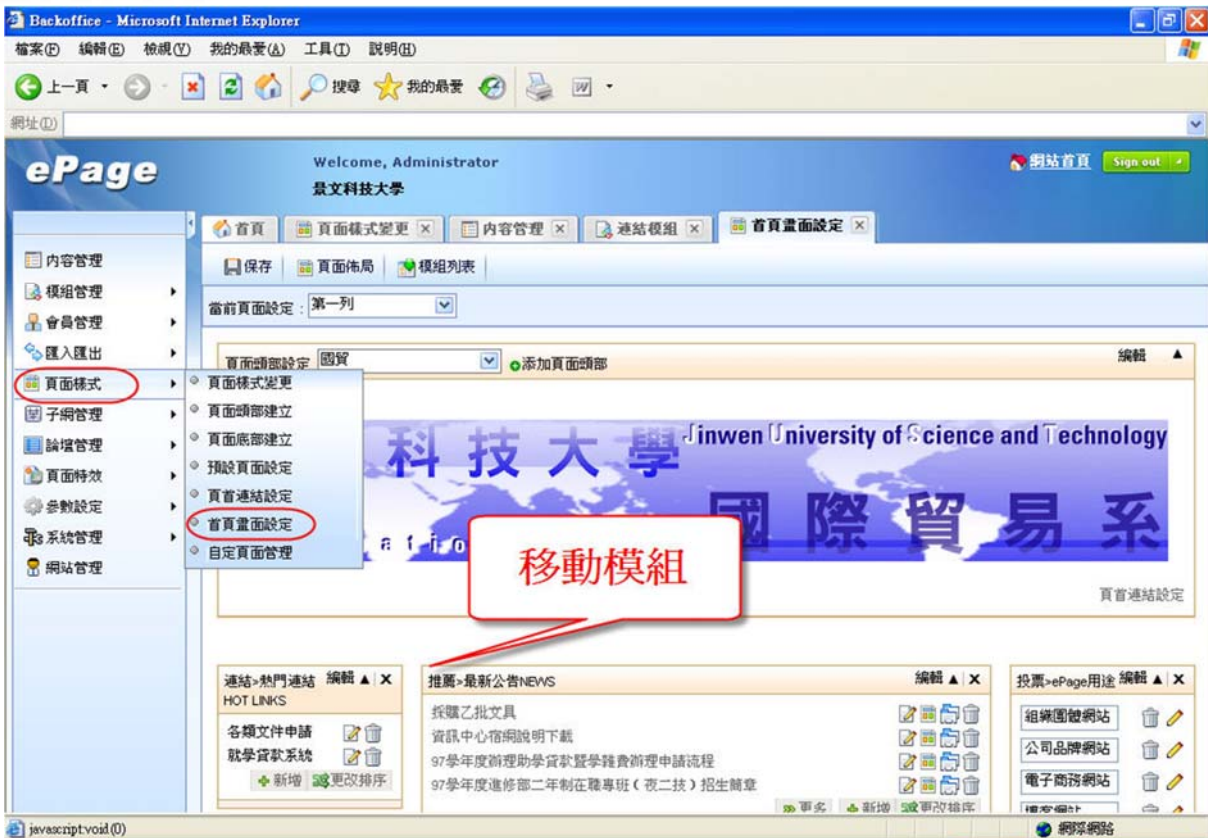 Backoffice - Microsoft Internet Explorer
檔案(F) 編輯(E) 檢視(V) 我的最愛(A) 工具(T) 說明(H)
上一頁 搜尋 我的最愛
網址(D)
ePage
Welcome, Administrator
景文科技大學
網站首頁 Sign out
首頁 頁面樣式變更 內容管理 連結模組 首頁畫面設定
保存 頁面佈局 模組列表
當前頁面設定 : 第一列
內容管理
模組管理
會員管理
匯入匯出
頁面樣式
子網管理
論壇管理
頁面特效
參數設定
系統管理
網站管理
頁面樣式變更
頁面頭部建立
頁面底部建立
預設頁面設定
頁首連結設定
首頁畫面設定
自定頁面管理
頁面頭部設定 國貿 添加頁面頭部 編輯 ▲
科技大學 Jinwen University of Science and Technology
國際貿易系
移動模組
頁首連結設定
連結>熱門連結 編輯 ▲ X
HOT LINKS
各類文件申請
就學貸款系統
新增 更改排序
推薦>最新公告NEWS 編輯 ▲ X
採購乙批文具
資訊中心宿網說明下載
97學年度辦理助學貸款暨學雜費辦理申請流程
97學年度進修部二年制在職專班(夜二技)招生簡章
更多 新增 更改排序
投票>ePage用途 編輯 ▲ X
組織團體網站
公司品牌網站
電子商務網站
javascript:void(0)
網際網路